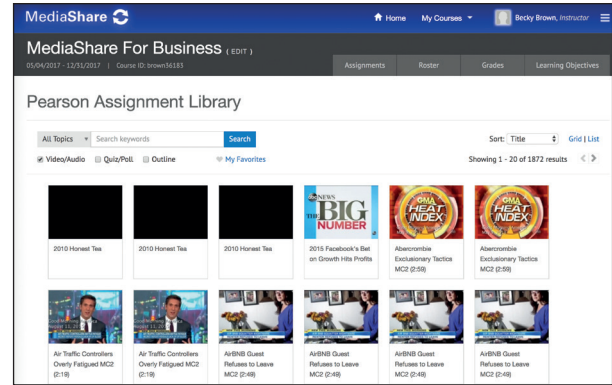 MediaShare
Home My Courses Becky Brown, Instructor
MediaShare For Business ( EDIT )
05/04/2017 - 12/31/2017 | Course ID: brown36183
Assignments Roster Grades Learning Objectives
Pearson Assignment Library
All Topics Search keywords Search Sort: Title Grid | List
Video/Audio Quiz/Poll Outline My Favorites Showing 1 - 20 of 1872 results
NEWS
THE BIG
NUMBER
GMA
HEAT
INDEX
GMA
HEAT
INDEX
2010 Honest Tea
2010 Honest Tea
2010 Honest Tea
2015 Facebook's Bet
on Growth Hits Profits
Abercrombie
Exclusionary Tactics
MC2 (2:59)
Abercrombie
Exclusionary Tactics
MC2 (2:59)
Air Traffic Controllers
Overly Fatigued MC2
(2:19)
Air Traffic Controllers
Overly Fatigued MC2
(2:19)
AirBNB Guest
Refuses to Leave
MC2 (2:49)
AirBNB Guest
Refuses to Leave
MC2 (2:49)
AirBNB Guest
Refuses to Leave
MC2 (2:49)
AirBNB Guest
Refuses to Leave
MC2 (2:49)